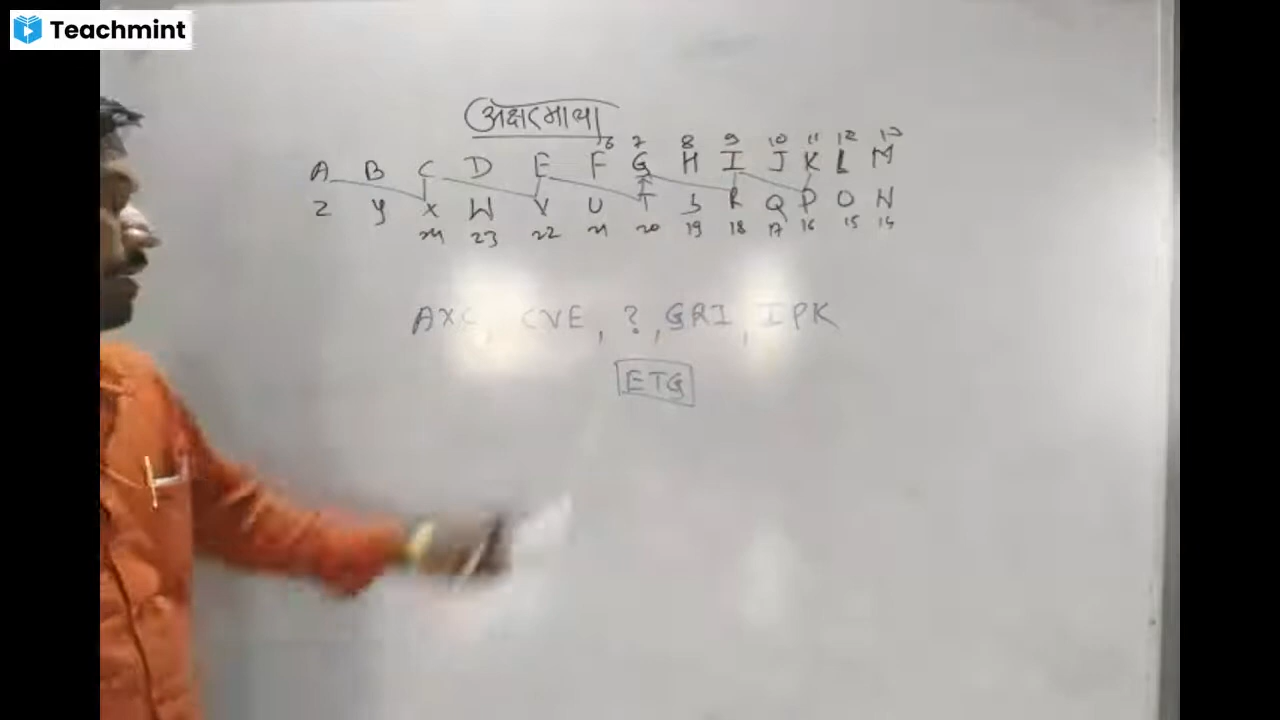 Teachmint
अक्षरमाला
6 7 8 9 10 11 12 13
A B C D E F G H I J K L M
Z Y X W V U T S R Q P O N
24 23 22 21 20 19 18 17 16 15 14
AXC, CVE, ?, GRI, IPK
ETG